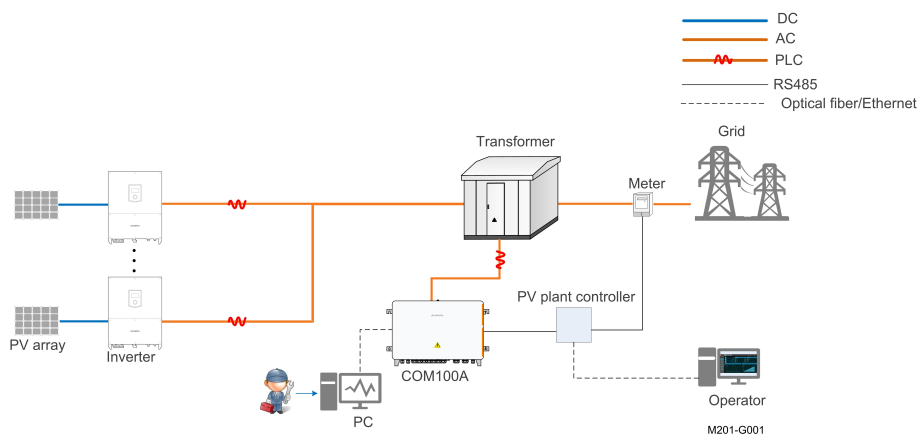 DC
AC
PLC
RS485
Optical fiber/Ethernet
Grid
Transformer
Meter
PV plant controller
PV array
Inverter
COM100A
PC
Operator
M201-G001